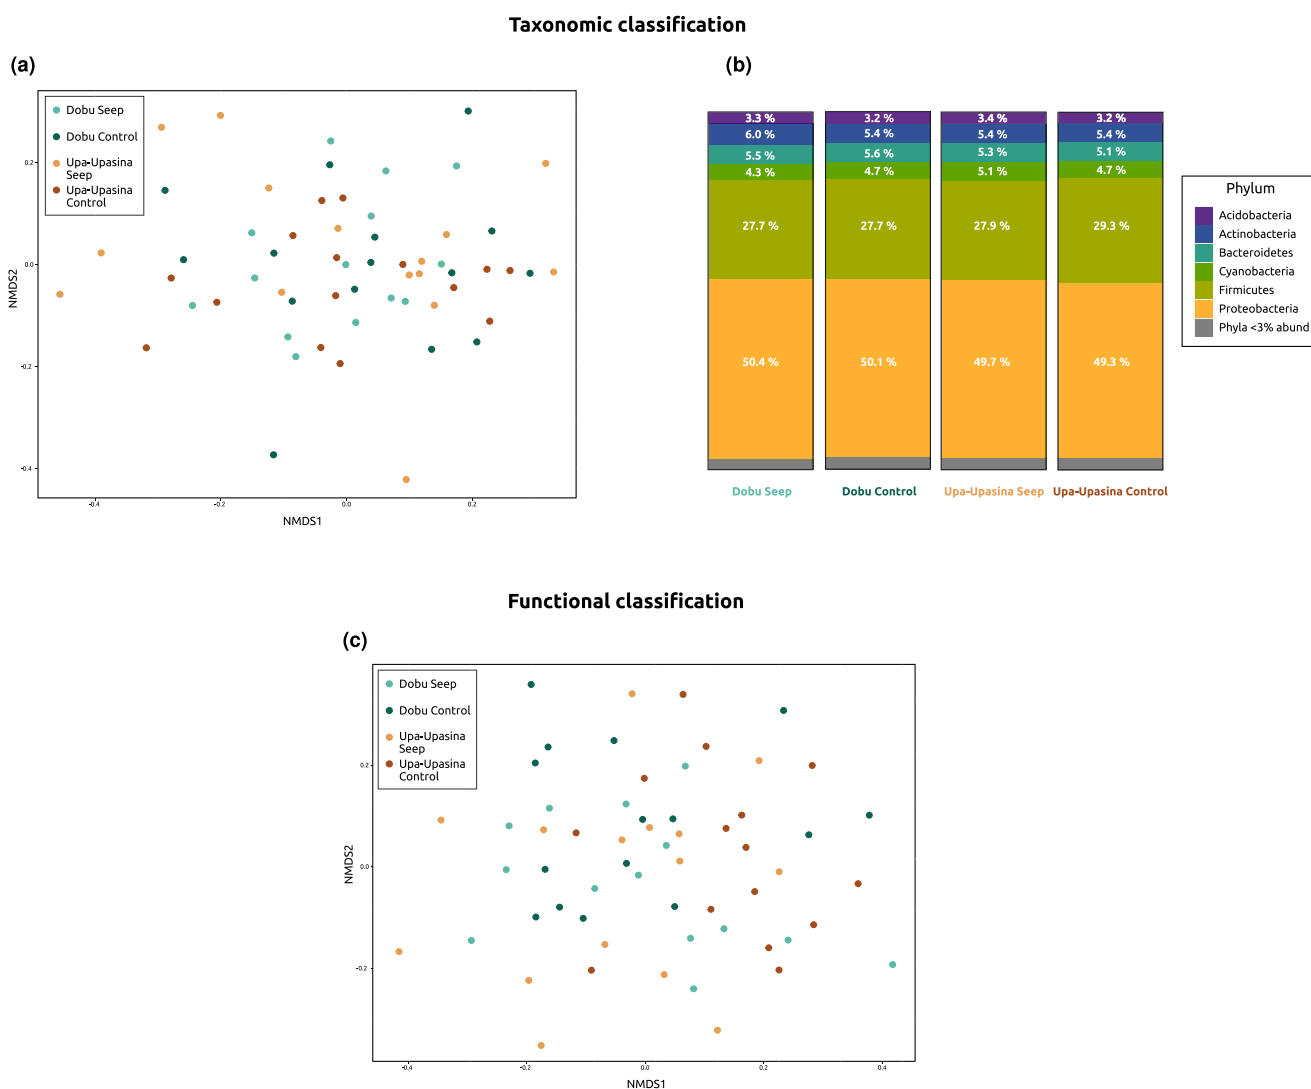 Taxonomic classification
(a)
(b)
Dobu Seep
Dobu Control
Upa-Upasina
Seep
Upa-Upasina
Control
0.2
0.0
-0.2
-0.4
NMDS2
-0.4
-0.2
0.0
0.2
NMDS1
3.3 %
3.2 %
3.4 %
3.2 %
6.0 %
5.4 %
5.4 %
5.4 %
5.5 %
5.6 %
5.3 %
5.1 %
4.3 %
4.7 %
5.1 %
4.7 %
27.7 %
27.7 %
27.9 %
29.3 %
50.4 %
50.1 %
49.7 %
49.3 %
Dobu Seep
Dobu Control
Upa-Upasina Seep
Upa-Upasina Control
Phylum
Acidobacteria
Actinobacteria
Bacteroidetes
Cyanobacteria
Firmicutes
Proteobacteria
Phyla <3% abund
Functional classification
(c)
Dobu Seep
Dobu Control
Upa-Upasina
Seep
Upa-Upasina
Control
0.2
0.0
-0.2
NMDS2
-0.4
-0.2
0.0
0.2
0.4
NMDS1